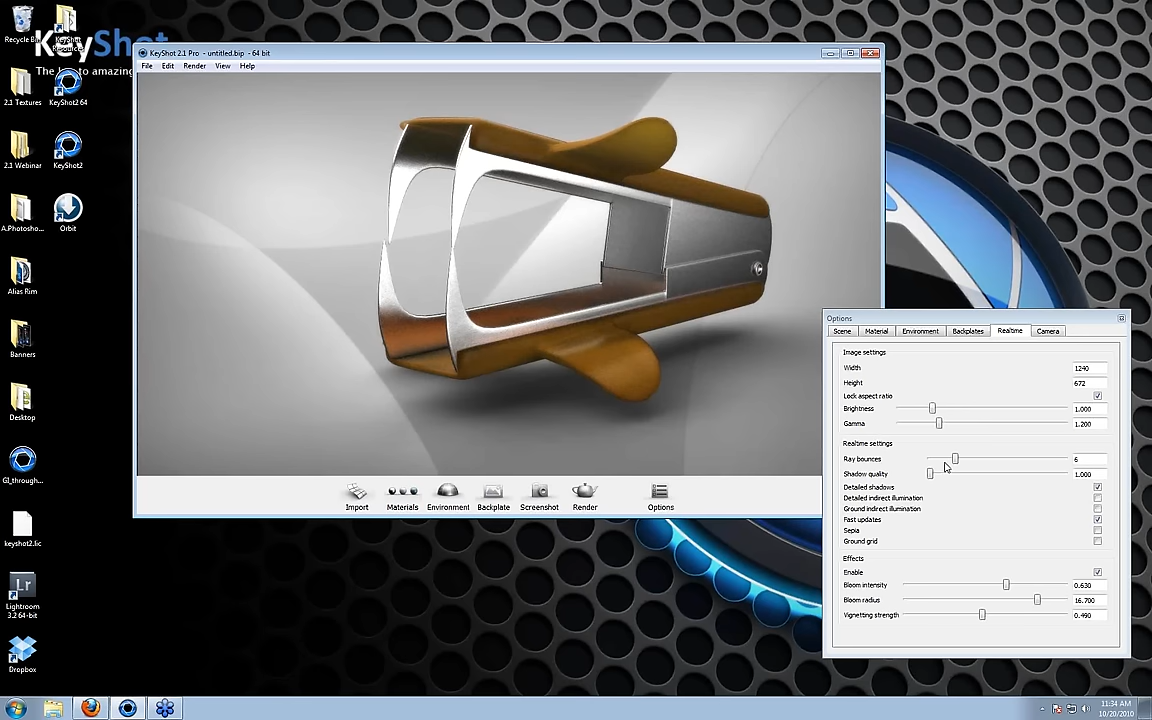 Recycle Bin
KeyShot Resources
KeyShot
The key to amazing
2.1 Textures
KeyShot2 64
2.1 Webinar
KeyShot2
A.Photosho...
Orbit
Alias Rim
Banners
Desktop
GI_through...
keyshot2.lic
Lr
Lightroom
3.2 64-bit
Dropbox
KeyShot 2.1 Pro - untitled.bip - 64 bit
File Edit Render View Help
Import Materials Environment Backplate Screenshot Render Options
Options
Scene Material Environment Backplates Realtime Camera
Image settings
Width 1240
Height 672
Lock aspect ratio
Brightness 1.000
Gamma 1.200
Realtime settings
Ray bounces 6
Shadow quality 1.000
Detailed shadows
Detailed indirect illumination
Ground indirect illumination
Fast updates
Sepia
Ground grid
Effects
Enable
Bloom intensity 0.630
Bloom radius 16.700
Vignetting strength 0.490
11:34 AM
10/20/2010